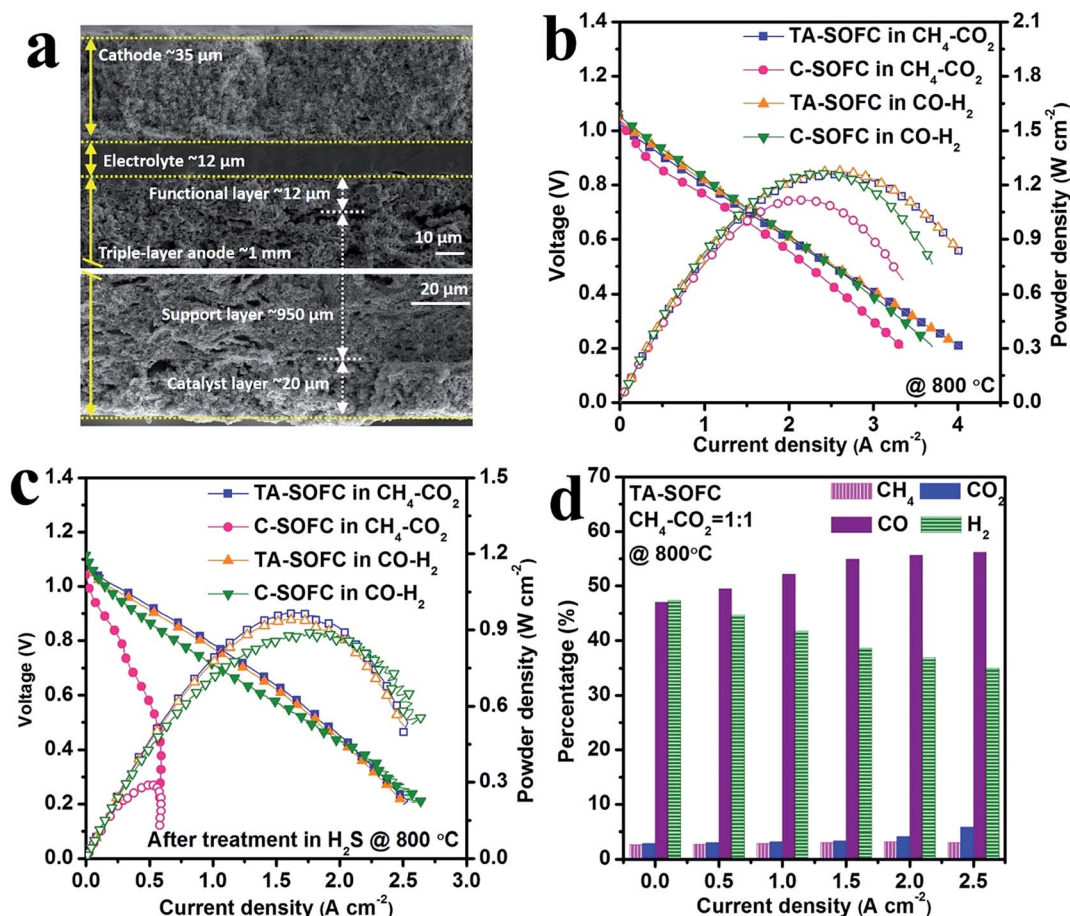 a
Cathode ~35 μm
Electrolyte ~12 μm
Functional layer ~12 μm
Triple-layer anode ~1 mm
10 μm
20 μm
Support layer ~950 μm
Catalyst layer ~20 μm
b
TA-SOFC in CH₄-CO₂
C-SOFC in CH₄-CO₂
TA-SOFC in CO-H₂
C-SOFC in CO-H₂
1.4
1.2
1.0
0.8
0.6
0.4
0.2
0.0
Voltage (V)
2.1
1.8
1.5
1.2
0.9
0.6
0.3
0.0
Powder density (W cm⁻²)
@ 800 °C
0 1 2 3 4
Current density (A cm⁻²)
c
TA-SOFC in CH₄-CO₂
C-SOFC in CH₄-CO₂
TA-SOFC in CO-H₂
C-SOFC in CO-H₂
1.4
1.2
1.0
0.8
0.6
0.4
0.2
0.0
Voltage (V)
1.5
1.2
0.9
0.6
0.3
0.0
Powder density (W cm⁻²)
After treatment in H₂S @ 800 °C
0.0 0.5 1.0 1.5 2.0 2.5 3.0
Current density (A cm⁻²)
d
TA-SOFC
CH₄-CO₂=1:1
@ 800°C
CH₄ CO₂
CO H₂
70
60
50
40
30
20
10
0
Percentatge (%)
0.0 0.5 1.0 1.5 2.0 2.5
Current density (A cm⁻²)